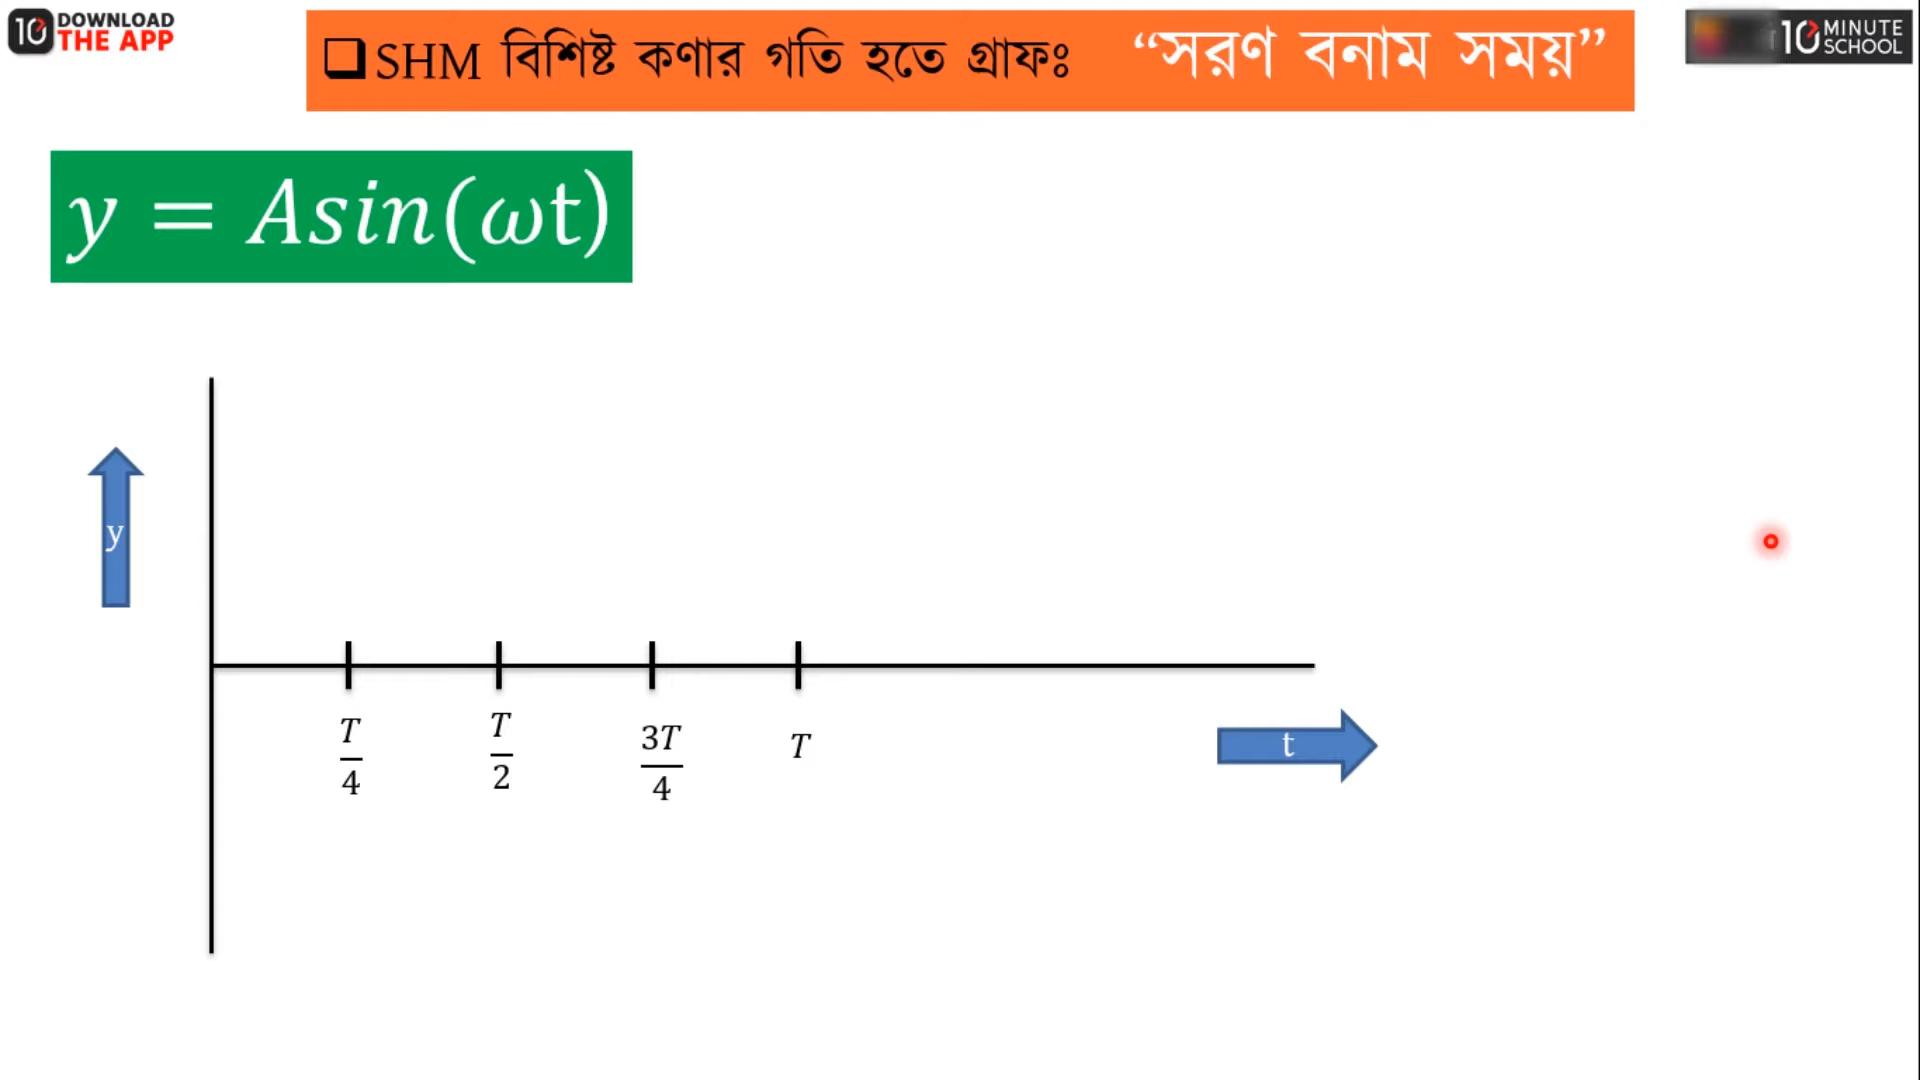 10 DOWNLOAD
THE APP
❑SHM বিশিষ্ট কণার গতি হতে গ্রাফঃ “সরণ বনাম সময়”
10 MINUTE
SCHOOL
y = Asin(ωt)
y
T/4 T/2 3T/4 T
t